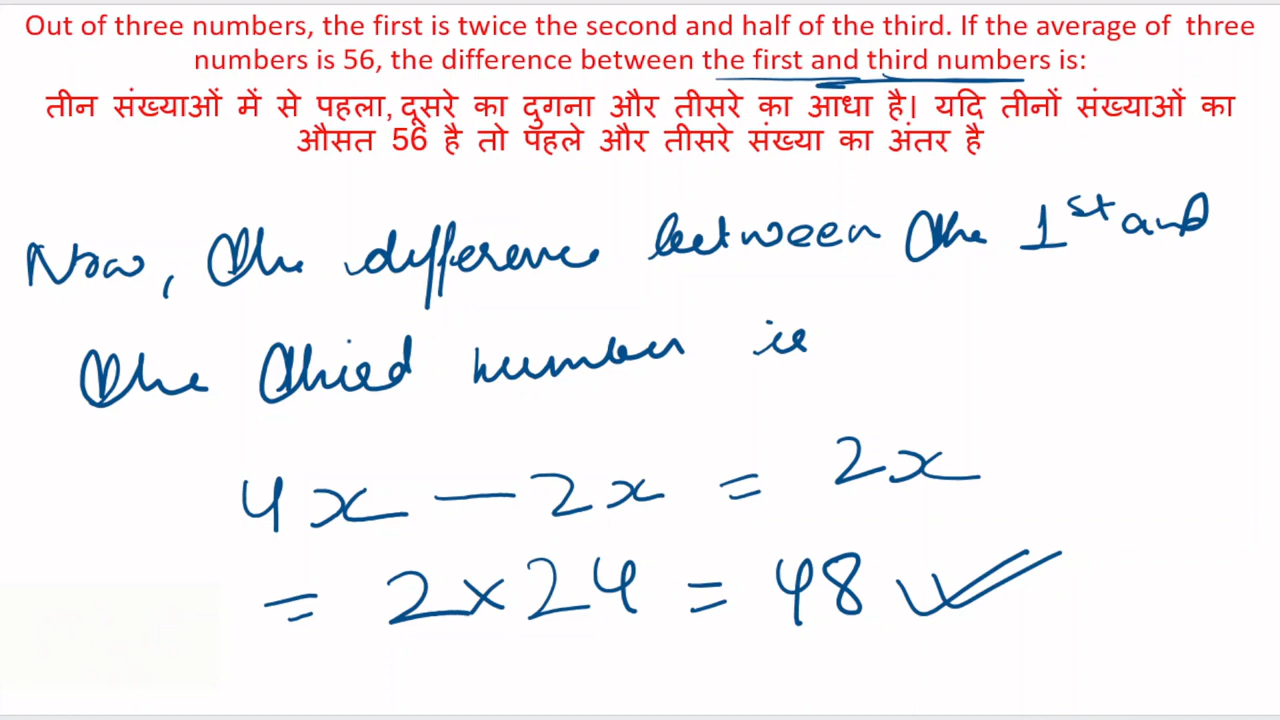 Out of three numbers, the first is twice the second and half of the third. If the average of three
numbers is 56, the difference between the first and third numbers is:
तीन संख्याओं में से पहला, दूसरे का दुगना और तीसरे का आधा है। यदि तीनों संख्याओं का
औसत 56 है तो पहले और तीसरे संख्या का अंतर है
Now, the difference between the 1st and
the third number is
4x — 2x = 2x
= 2 × 24 = 48 ✓